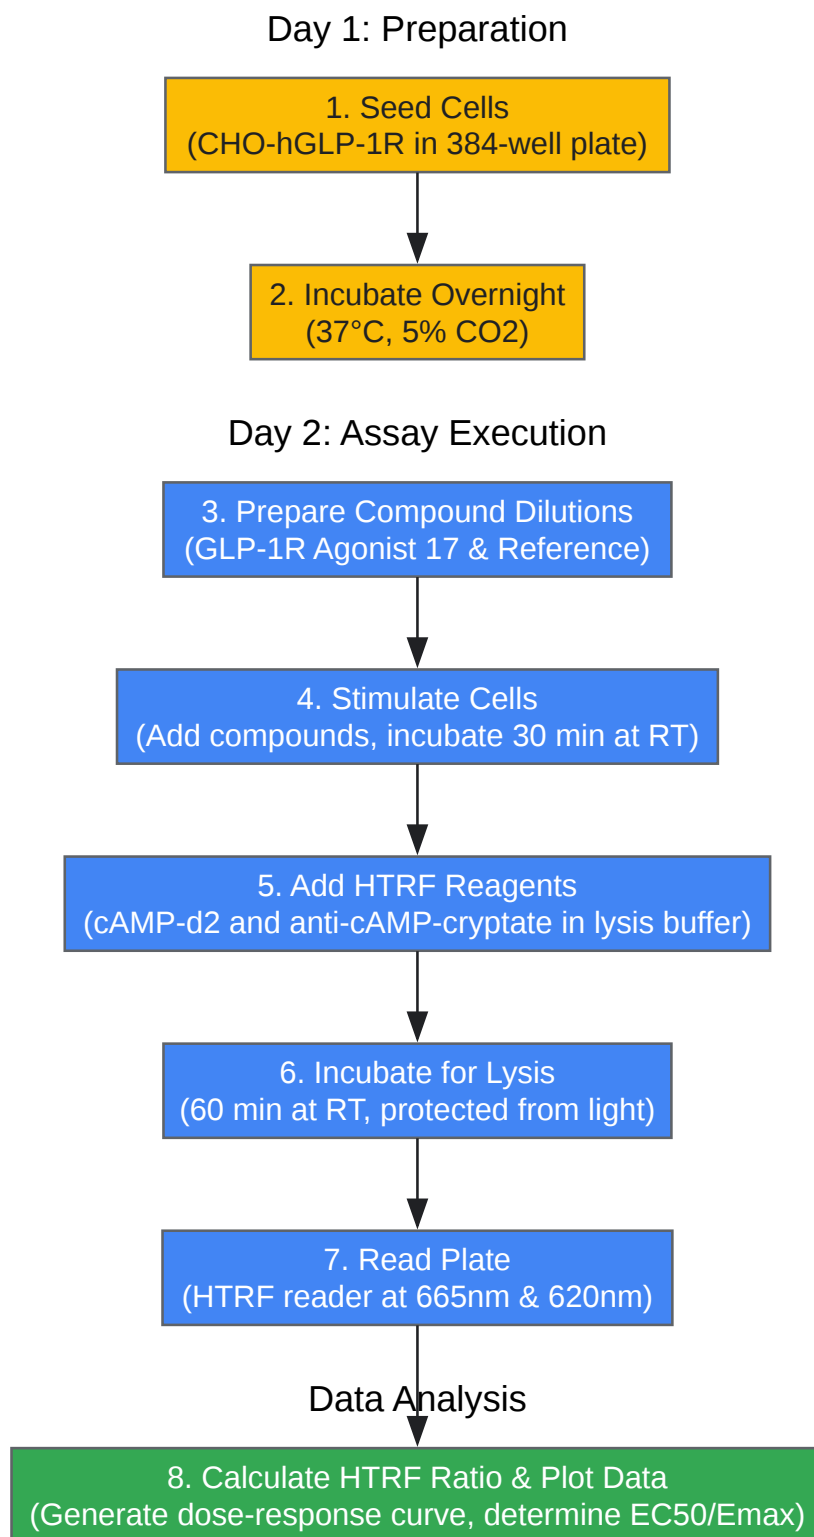 Day 1: Preparation
1. Seed Cells
(CHO-hGLP-1R in 384-well plate)
2. Incubate Overnight
(37°C, 5% CO2)
Day 2: Assay Execution
3. Prepare Compound Dilutions
(GLP-1R Agonist 17 & Reference)
4. Stimulate Cells
(Add compounds, incubate 30 min at RT)
5. Add HTRF Reagents
(cAMP-d2 and anti-cAMP-cryptate in lysis buffer)
6. Incubate for Lysis
(60 min at RT, protected from light)
7. Read Plate
(HTRF reader at 665nm & 620nm)
Data Analysis
8. Calculate HTRF Ratio & Plot Data
(Generate dose-response curve, determine EC50/Emax)